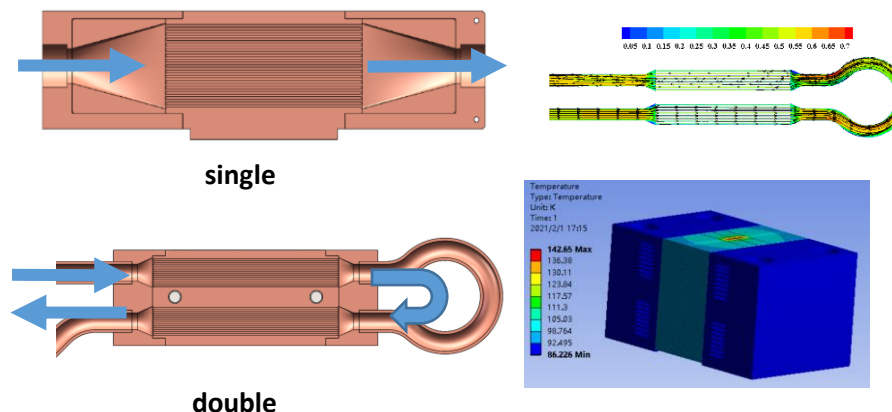 single
0.05 0.1 0.15 0.2 0.25 0.3 0.35 0.4 0.45 0.5 0.55 0.6 0.65 0.7
Temperature
Type: Temperature
Unit: K
Time: 1
2021/2/1 17:15
142.65 Max
136.38
130.11
123.84
117.57
111.3
105.03
98.764
92.495
86.226 Min
double